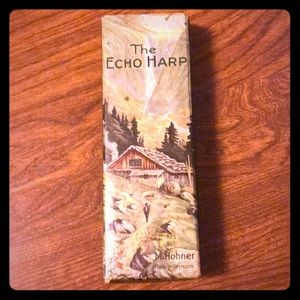 The
ECHO HARP
M. Hohner
Made in Germany